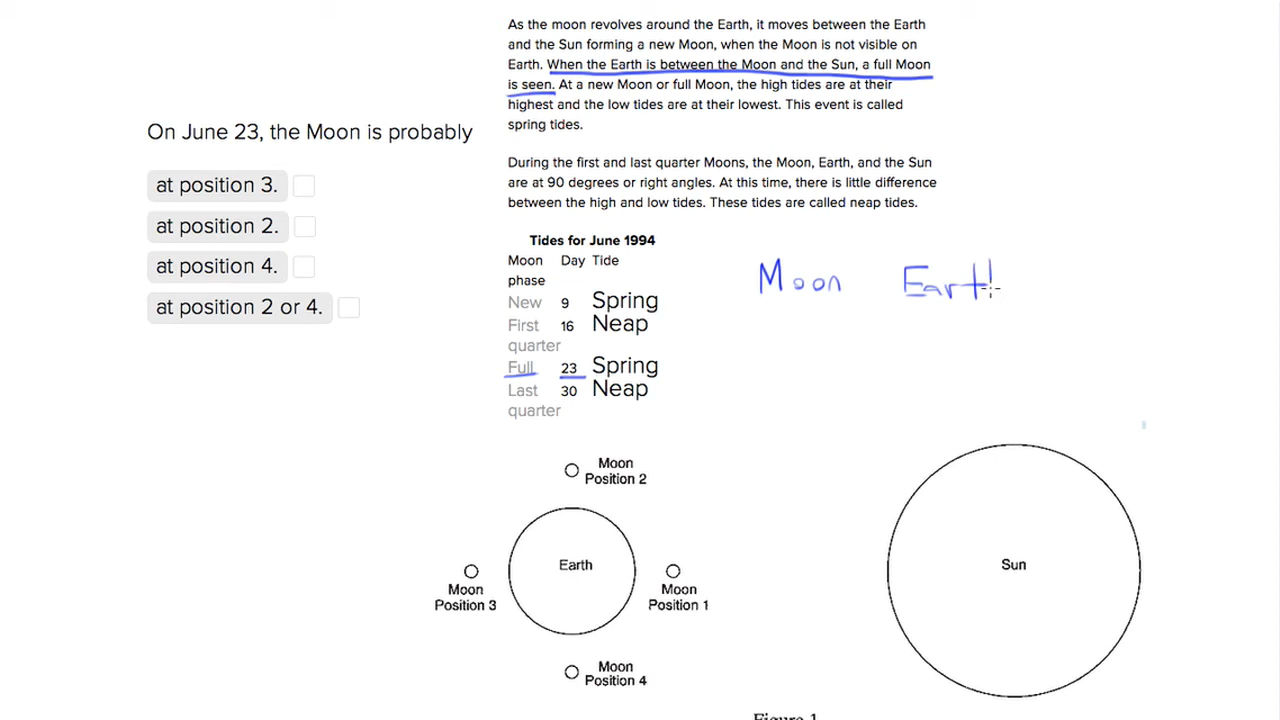 As the moon revolves around the Earth, it moves between the Earth
and the Sun forming a new Moon, when the Moon is not visible on
Earth. When the Earth is between the Moon and the Sun, a full Moon
is seen. At a new Moon or full Moon, the high tides are at their
highest and the low tides are at their lowest. This event is called
spring tides.
On June 23, the Moon is probably
at position 3.
at position 2.
at position 4.
at position 2 or 4.
During the first and last quarter Moons, the Moon, Earth, and the Sun
are at 90 degrees or right angles. At this time, there is little difference
between the high and low tides. These tides are called neap tides.
Tides for June 1994
Moon Day Tide
phase
New 9 Spring
First 16 Neap
quarter
Full 23 Spring
Last 30 Neap
quarter
Moon Earth
Moon
Position 2
Earth
Moon
Position 3
Moon
Position 1
Moon
Position 4
Sun
Figure 1